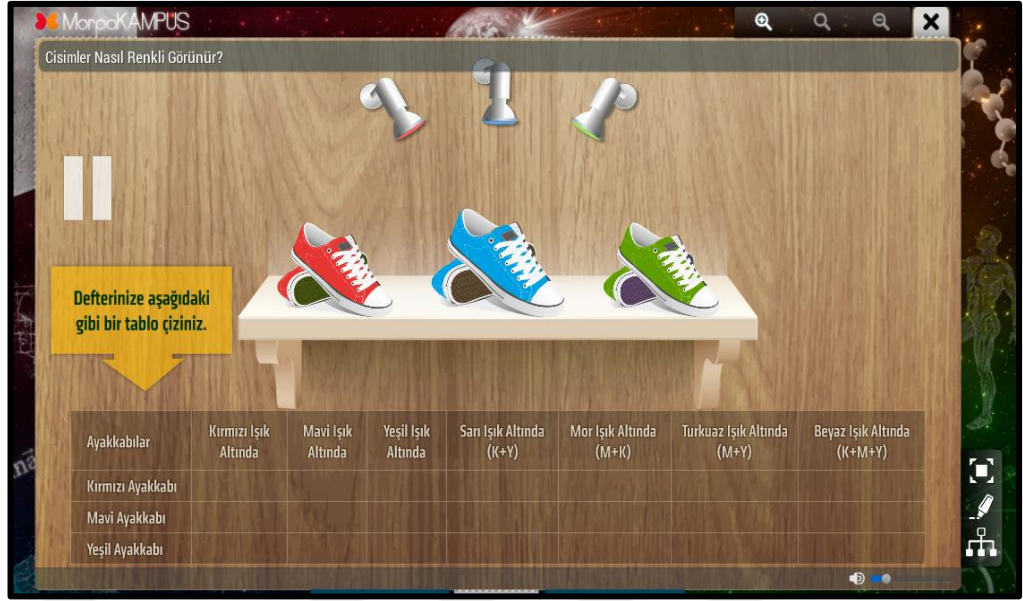 MorpaKAMPUS
Cisimler Nasıl Renkli Görünür?
Defterinize aşağıdaki
gibi bir tablo çiziniz.
Ayakkabılar
Kırmızı Işık
Altında
Mavi Işık
Altında
Yeşil Işık
Altında
Sarı Işık Altında
(K+Y)
Mor Işık Altında
(M+K)
Turkuaz Işık Altında
(M+Y)
Beyaz Işık Altında
(K+M+Y)
Kırmızı Ayakkabı
Mavi Ayakkabı
Yeşil Ayakkabı